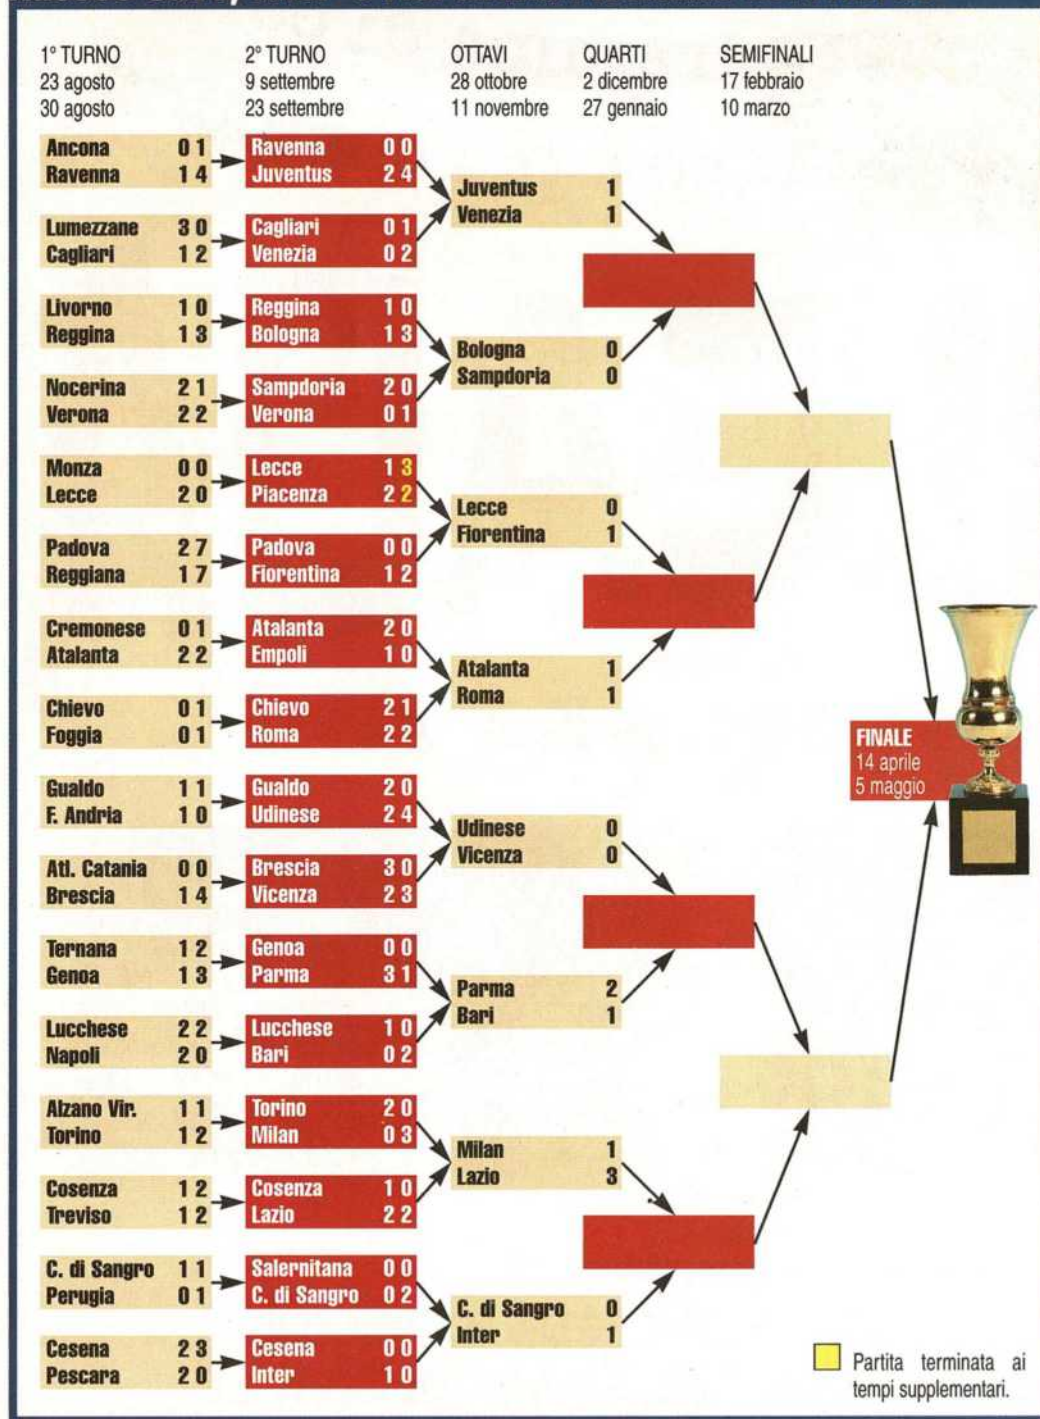 1° TURNO
23 agosto
30 agosto
2° TURNO
9 settembre
23 settembre
OTTAVI
28 ottobre
11 novembre
QUARTI
2 dicembre
27 gennaio
SEMIFINALI
17 febbraio
10 marzo
Ancona 0 1
Ravenna 1 4
Lumezzane 3 0
Cagliari 1 2
Livorno 1 0
Reggina 1 3
Nocerina 2 1
Verona 2 2
Monza 0 0
Lecce 2 0
Padova 2 7
Reggiana 1 7
Cremonese 0 1
Atalanta 2 2
Chievo 0 1
Foggia 0 1
Gualdo 1 1
F. Andria 1 0
Atl. Catania 0 0
Brescia 1 4
Ternana 1 2
Genoa 1 3
Lucchese 2 2
Napoli 2 0
Alzano Vir. 1 1
Torino 1 2
Cosenza 1 2
Treviso 1 2
C. di Sangro 1 1
Perugia 0 1
Cesena 2 3
Pescara 2 0
Ravenna 0 0
Juventus 2 4
Cagliari 0 1
Venezia 0 2
Reggina 1 0
Bologna 1 3
Sampdoria 2 0
Verona 0 1
Lecce 1 3
Piacenza 2 2
Padova 0 0
Fiorentina 1 2
Atalanta 2 0
Empoli 1 0
Chievo 2 1
Roma 2 2
Gualdo 2 0
Udinese 2 4
Brescia 3 0
Vicenza 2 3
Genoa 0 0
Parma 3 1
Lucchese 1 0
Bari 0 2
Torino 2 0
Milan 0 3
Cosenza 1 0
Lazio 2 2
Salernitana 0 0
C. di Sangro 0 2
Cesena 0 0
Inter 1 0
Juventus 1
Venezia 1
Bologna 0
Sampdoria 0
Lecce 0
Fiorentina 1
Atalanta 1
Roma 1
Udinese 0
Vicenza 0
Parma 2
Bari 1
Milan 1
Lazio 3
C. di Sangro 0
Inter 1
FINALE
14 aprile
5 maggio
Partita terminata ai
tempi supplementari.